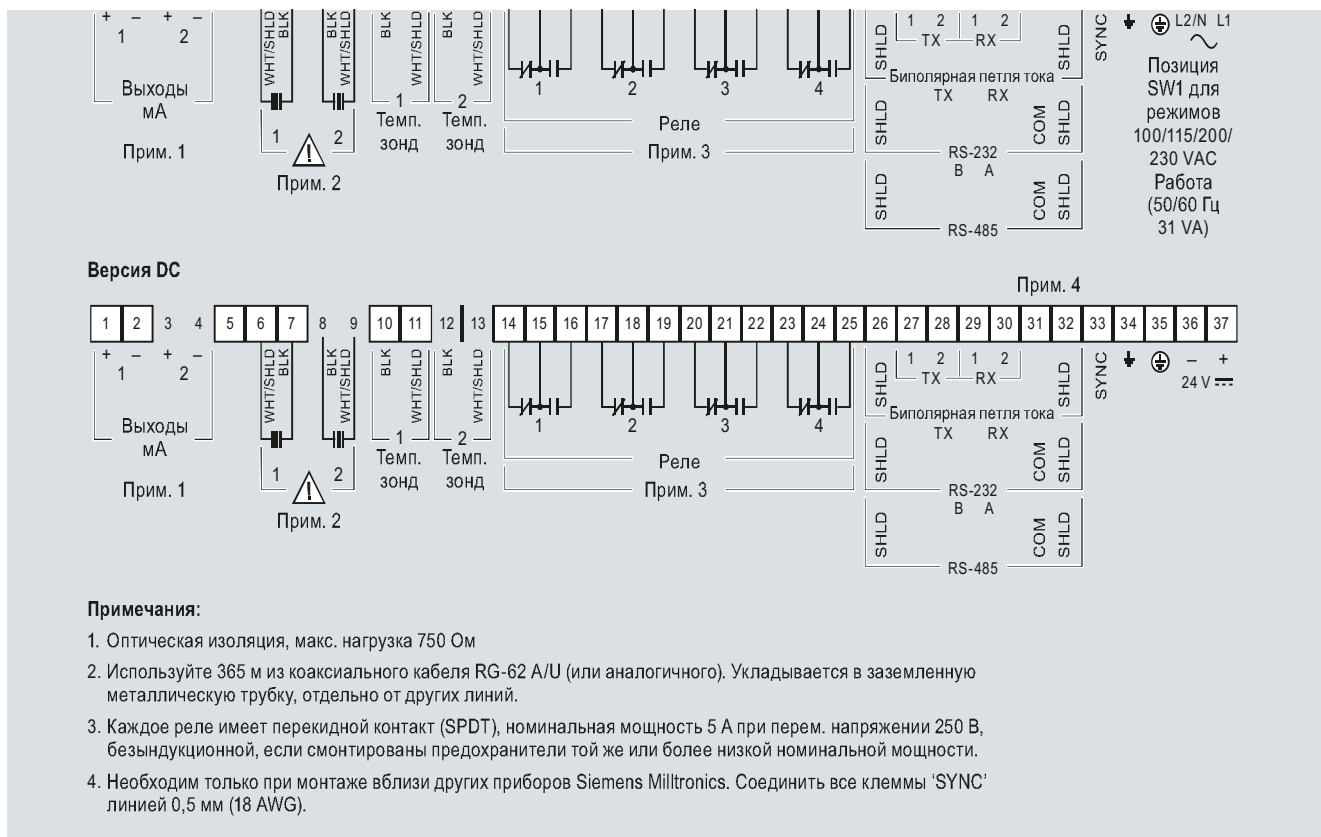 + – + –
1 2
Выходы
мА
Прим. 1
WHT/SHLD
BLK
BLK
WHT/SHLD
1 2
Прим. 2
BLK
WHT/SHLD
1
Темп.
зонд
BLK
WHT/SHLD
2
Темп.
зонд
1 2 3 4
Реле
Прим. 3
SHLD
1 2 1 2
TX RX
SHLD
Биполярная петля тока
TX RX
SHLD
COM
SHLD
RS-232
B A
SHLD
COM
SHLD
RS-485
SYNC
L2/N L1
Позиция
SW1 для
режимов
100/115/200/
230 VAC
Работа
(50/60 Гц
31 VA)
Версия DC
Прим. 4
1 2 3 4 5 6 7 8 9 10 11 12 13 14 15 16 17 18 19 20 21 22 23 24 25 26 27 28 29 30 31 32 33 34 35 36 37
+ – + –
1 2
Выходы
мА
Прим. 1
WHT/SHLD
BLK
BLK
WHT/SHLD
1 2
Прим. 2
BLK
WHT/SHLD
1
Темп.
зонд
BLK
WHT/SHLD
2
Темп.
зонд
1 2 3 4
Реле
Прим. 3
SHLD
1 2 1 2
TX RX
SHLD
Биполярная петля тока
TX RX
SHLD
COM
SHLD
RS-232
B A
SHLD
COM
SHLD
RS-485
SYNC
– +
24 V
Примечания:
1. Оптическая изоляция, макс. нагрузка 750 Ом
2. Используйте 365 м из коаксиального кабеля RG-62 A/U (или аналогичного). Укладывается в заземленную
металлическую трубку, отдельно от других линий.
3. Каждое реле имеет перекидной контакт (SPDT), номинальная мощность 5 А при перем. напряжении 250 В,
безындукционной, если смонтированы предохранители той же или более низкой номинальной мощности.
4. Необходим только при монтаже вблизи других приборов Siemens Milltronics. Соединить все клеммы ‘SYNC’
линией 0,5 мм (18 AWG).